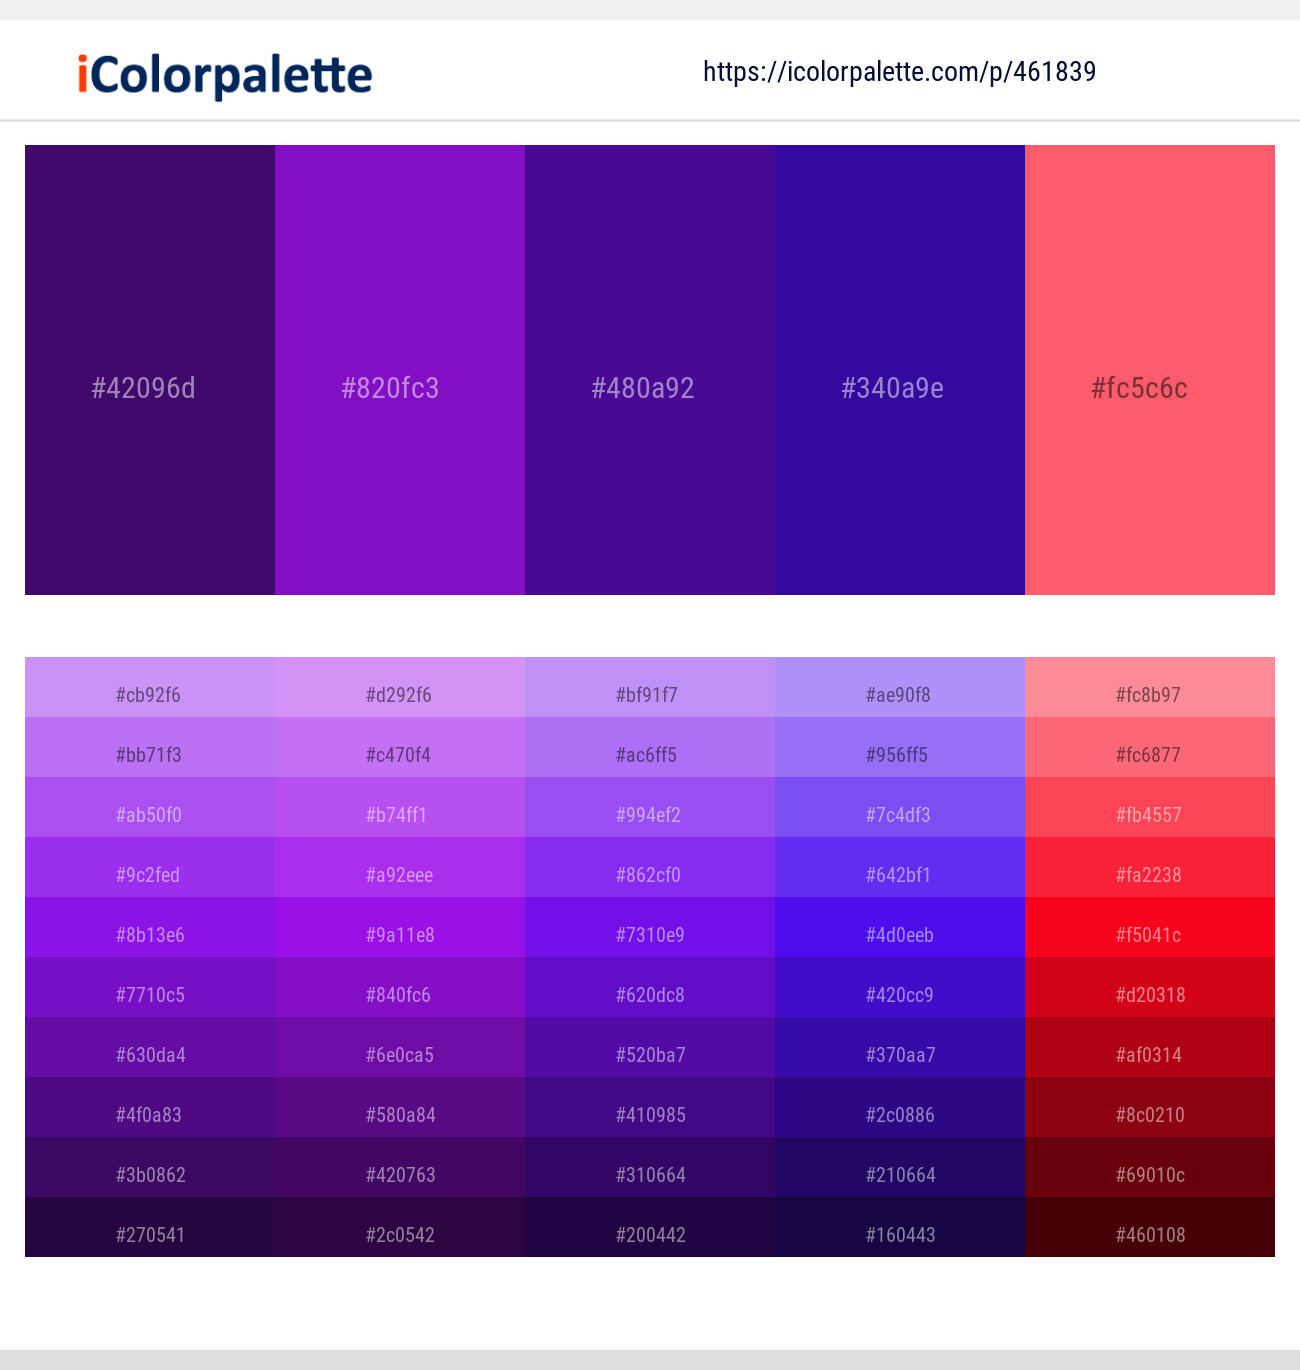 iColorpalette
https://icolorpalette.com/p/461839
#42096d #820fc3 #480a92 #340a9e #fc5c6c
#cb92f6 #d292f6 #bf91f7 #ae90f8 #fc8b97
#bb71f3 #c470f4 #ac6ff5 #956ff5 #fc6877
#ab50f0 #b74ff1 #994ef2 #7c4df3 #fb4557
#9c2fed #a92eee #862cf0 #642bf1 #fa2238
#8b13e6 #9a11e8 #7310e9 #4d0eeb #f5041c
#7710c5 #840fc6 #620dc8 #420cc9 #d20318
#630da4 #6e0ca5 #520ba7 #370aa7 #af0314
#4f0a83 #580a84 #410985 #2c0886 #8c0210
#3b0862 #420763 #310664 #210664 #69010c
#270541 #2c0542 #200442 #160443 #460108